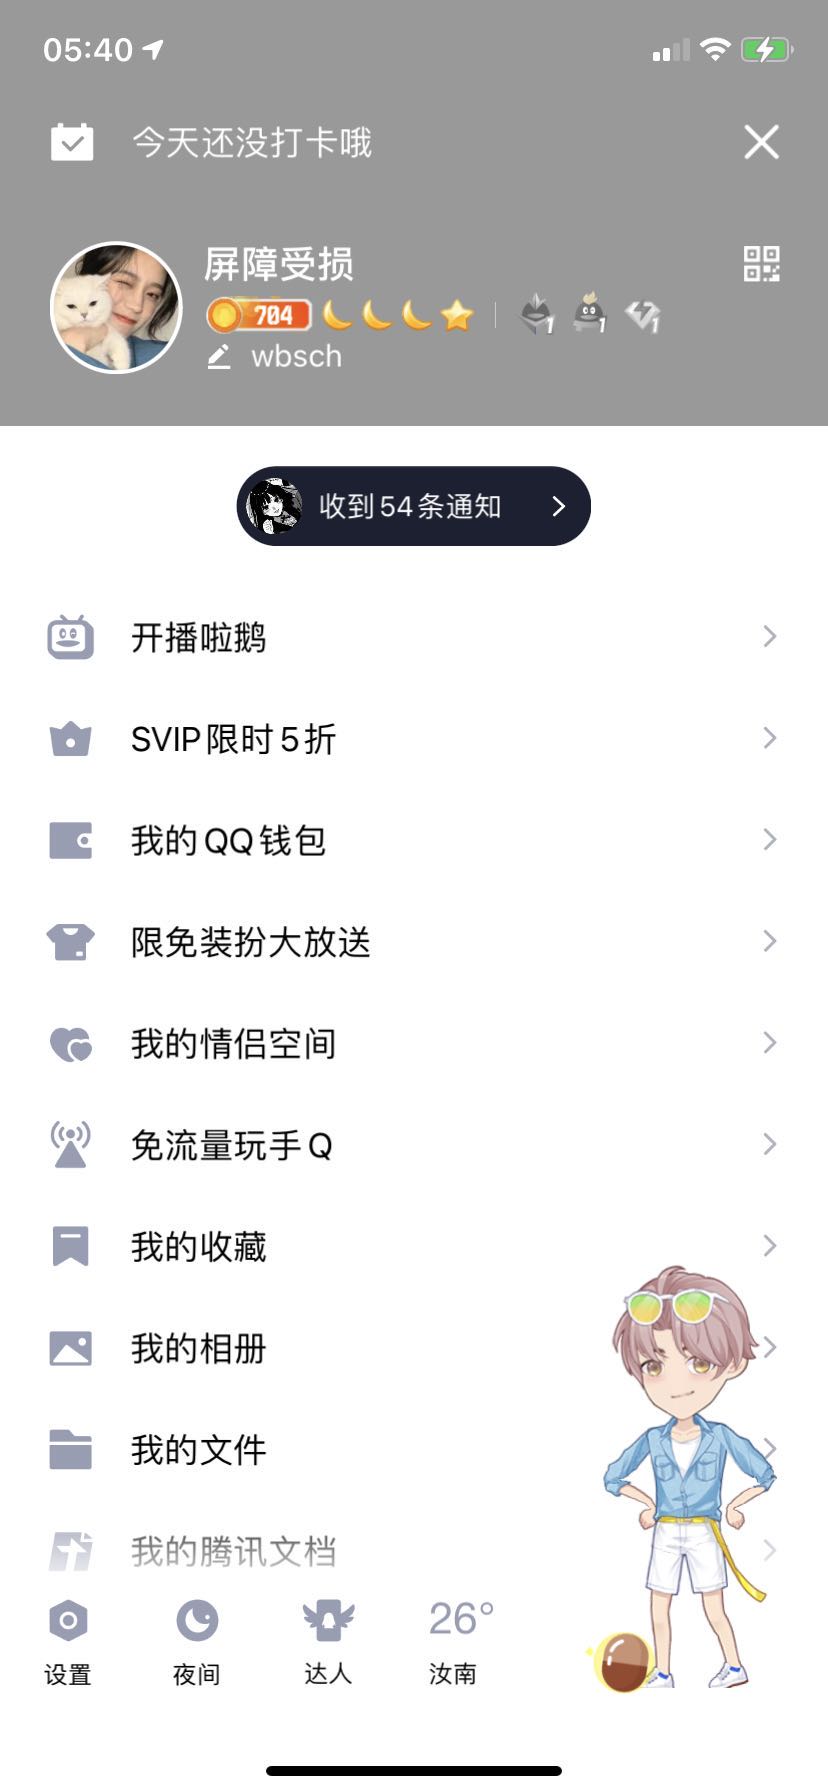 05:40
今天还没打卡哦
屏障受损
704
1 1 1
wbsch
收到54条通知
开播啦鹅
SVIP限时5折
我的QQ钱包
限免装扮大放送
我的情侣空间
免流量玩手Q
我的收藏
我的相册
我的文件
我的腾讯文档
26°
设置 夜间 达人 汝南